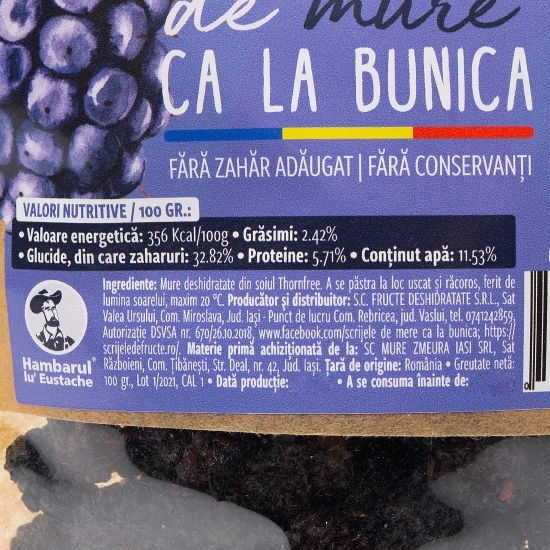 de mure
CA LA BUNICA
FĂRĂ ZAHĂR ADĂUGAT | FĂRĂ CONSERVANȚI
VALORI NUTRITIVE / 100 GR.:
• Valoare energetică: 356 Kcal/100g • Grăsimi: 2.42%
• Glucide, din care zaharuri: 32.82% • Proteine: 5.71% • Conținut apă: 11.53%
Ingrediente: Mure deshidratate din soiul Thornfree. A se păstra la loc uscat și răcoros, ferit de
lumina soarelui, maxim 20 °C. Producător și distribuitor: S.C. FRUCTE DESHIDRATATE S.R.L., Sat
Valea Ursului, Com. Miroslava, Jud. Iași - Punct de lucru Com. Rebricea, jud. Vaslui, tel. 0741242859,
Autorizație DSVSA nr. 670/26.10.2018, www.facebook.com/scrijele de mere ca la bunica; https://
scrijeledefructe.ro/. Materie primă achiziționată de la: SC MURE ZMEURA IASI SRL, Sat
Războieni, Com. Țibănești, Str. Deal, nr. 42, Jud. Iași. Țară de origine: România • Greutate netă:
100 gr., Lot 1/2021, CAL 1 • Dată producție: • A se consuma înainte de:
Hambarul
lu' Eustache
0